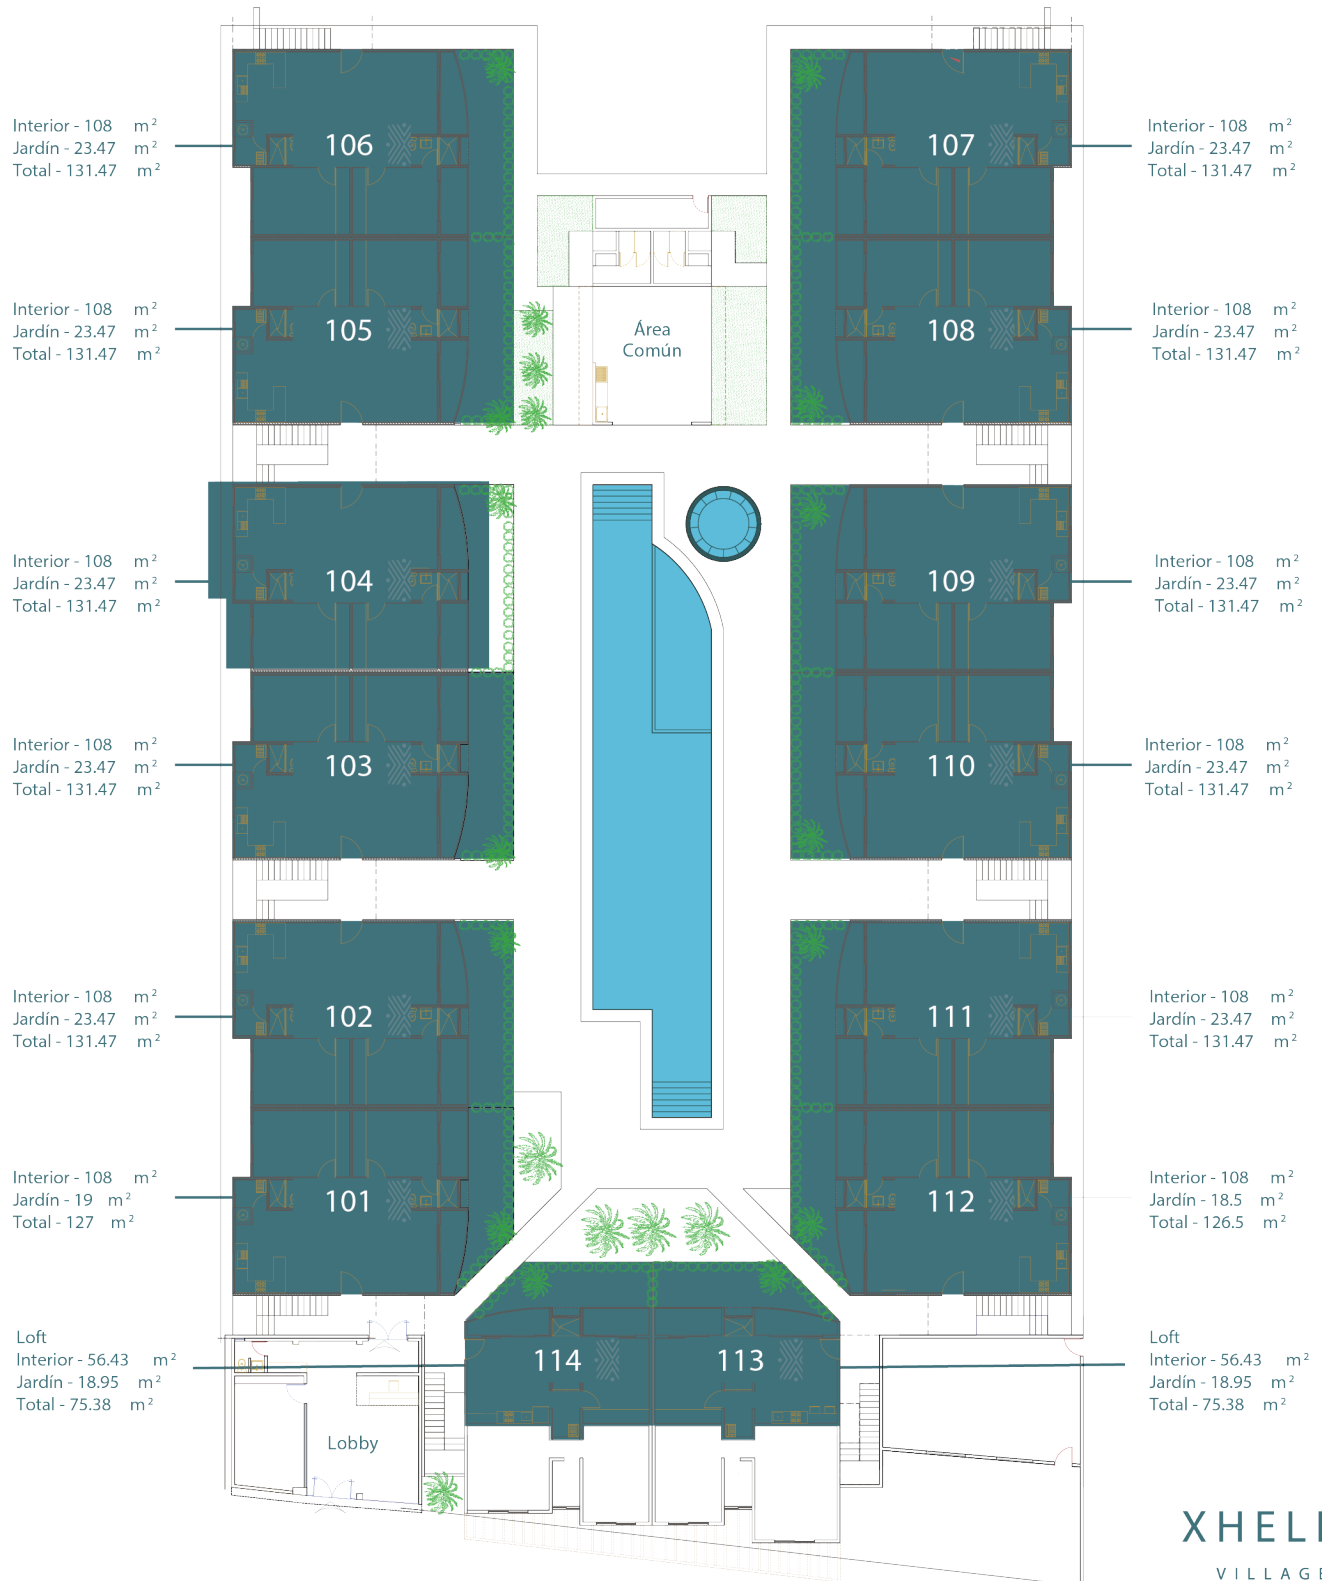 106
Interior - 108 m²
Jardín - 23.47 m²
Total - 131.47 m²
107
Interior - 108 m²
Jardín - 23.47 m²
Total - 131.47 m²
105
Interior - 108 m²
Jardín - 23.47 m²
Total - 131.47 m²
Área
Común
108
Interior - 108 m²
Jardín - 23.47 m²
Total - 131.47 m²
104
Interior - 108 m²
Jardín - 23.47 m²
Total - 131.47 m²
109
Interior - 108 m²
Jardín - 23.47 m²
Total - 131.47 m²
103
Interior - 108 m²
Jardín - 23.47 m²
Total - 131.47 m²
110
Interior - 108 m²
Jardín - 23.47 m²
Total - 131.47 m²
102
Interior - 108 m²
Jardín - 23.47 m²
Total - 131.47 m²
111
Interior - 108 m²
Jardín - 23.47 m²
Total - 131.47 m²
101
Interior - 108 m²
Jardín - 19 m²
Total - 127 m²
112
Interior - 108 m²
Jardín - 18.5 m²
Total - 126.5 m²
Loft
Interior - 56.43 m²
Jardín - 18.95 m²
Total - 75.38 m²
114
113
Loft
Interior - 56.43 m²
Jardín - 18.95 m²
Total - 75.38 m²
Lobby
XHEL
VILLAGE